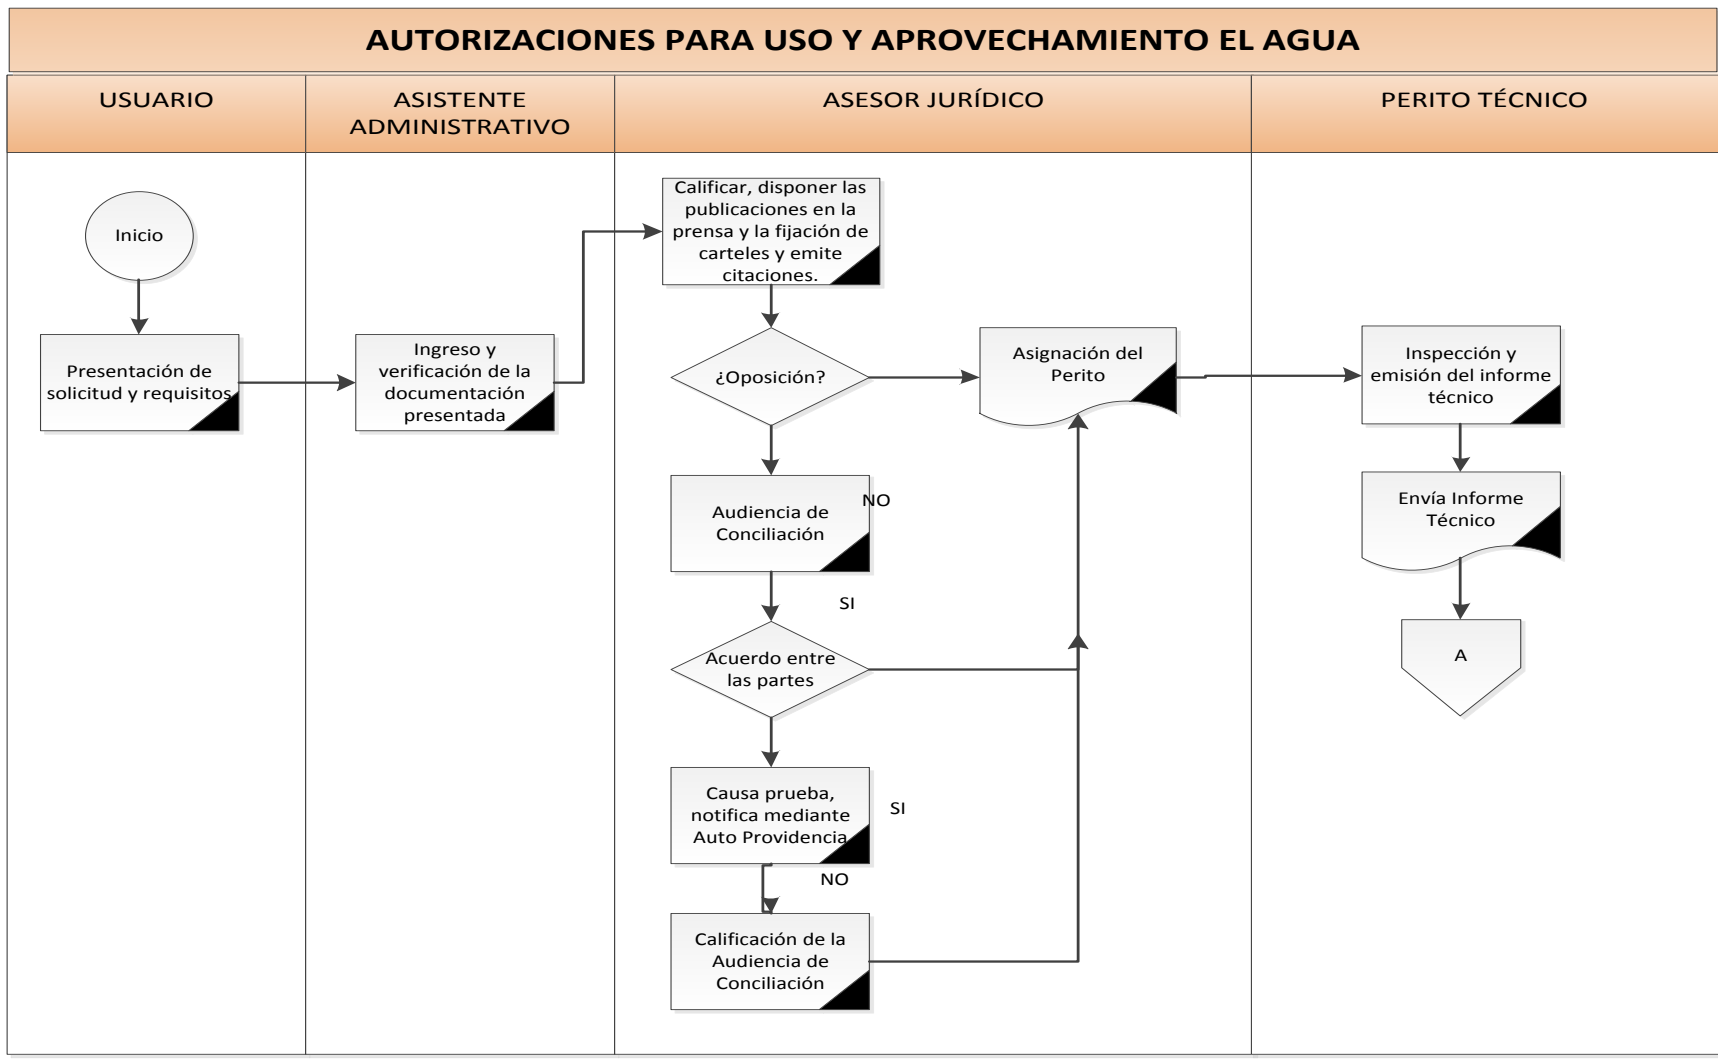 AUTORIZACIONES PARA USO Y APROVECHAMIENTO EL AGUA
USUARIO
ASISTENTE
ADMINISTRATIVO
ASESOR JURÍDICO
PERITO TÉCNICO
Inicio
Presentación de
solicitud y requisitos
Ingreso y
verificación de la
documentación
presentada
Calificar, disponer las
publicaciones en la
prensa y la fijación de
carteles y emite
citaciones.
¿Oposición?
Asignación del
Perito
Inspección y
emisión del informe
técnico
NO
Audiencia de
Conciliación
Envía Informe
Técnico
SI
Acuerdo entre
las partes
A
Causa prueba,
notifica mediante
Auto Providencia
SI
NO
Calificación de la
Audiencia de
Conciliación